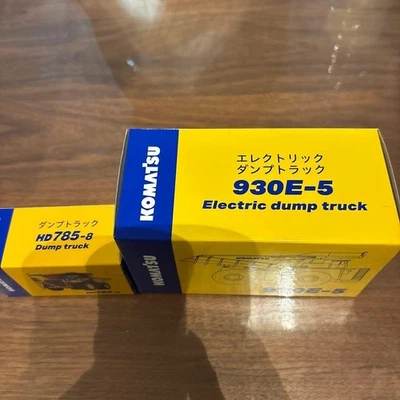 ダンプトラック
HD785-8
Dump truck
KOMATSU
エレクトリック
ダンプトラック
930E-5
Electric dump truck
KOMATSU
KOMATSU
930E-5